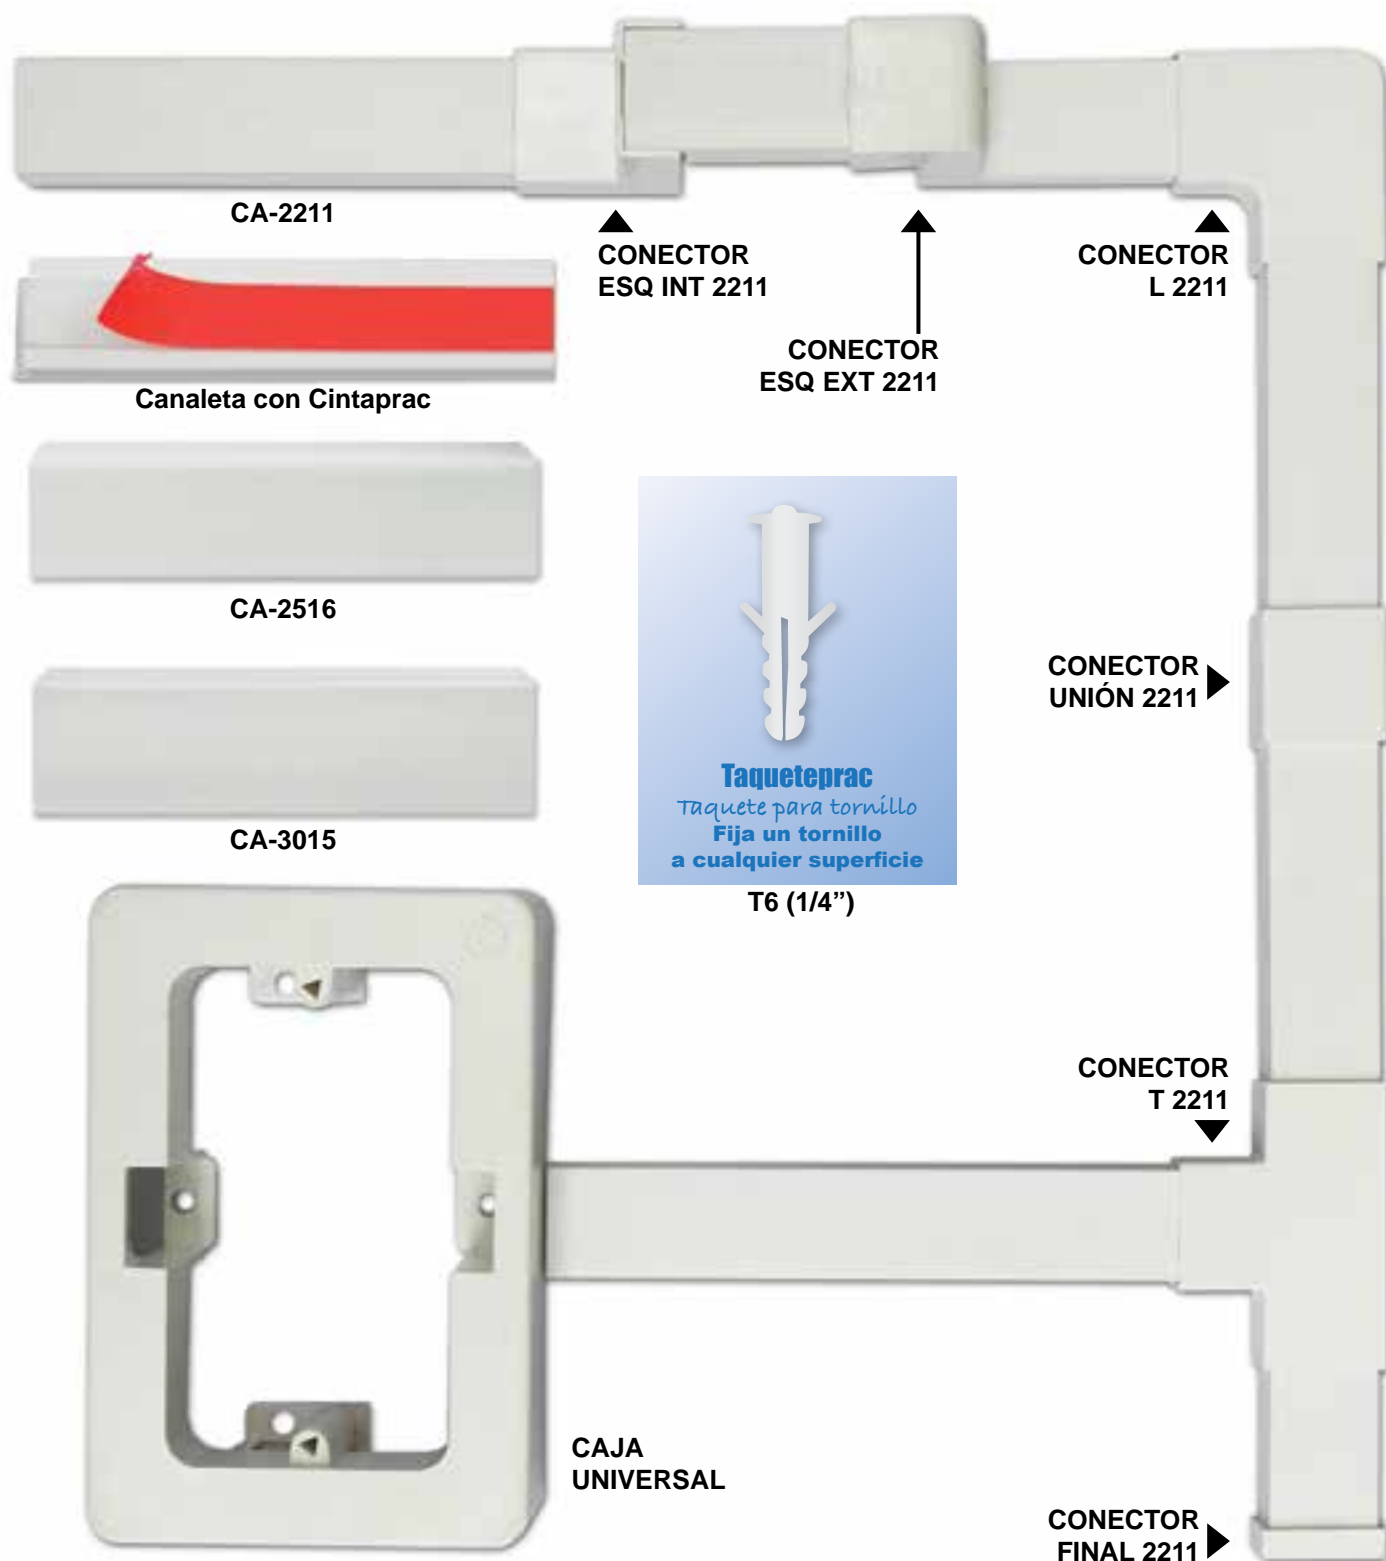 CA-2211
CONECTOR
ESQ INT 2211
CONECTOR
L 2211
CONECTOR
ESQ EXT 2211
Canaleta con Cintaprac
CA-2516
CONECTOR
UNIÓN 2211
CA-3015
Taqueteprac
Taquete para tornillo
Fija un tornillo
a cualquier superficie
T6 (1/4”)
CONECTOR
T 2211
CAJA
UNIVERSAL
CONECTOR
FINAL 2211